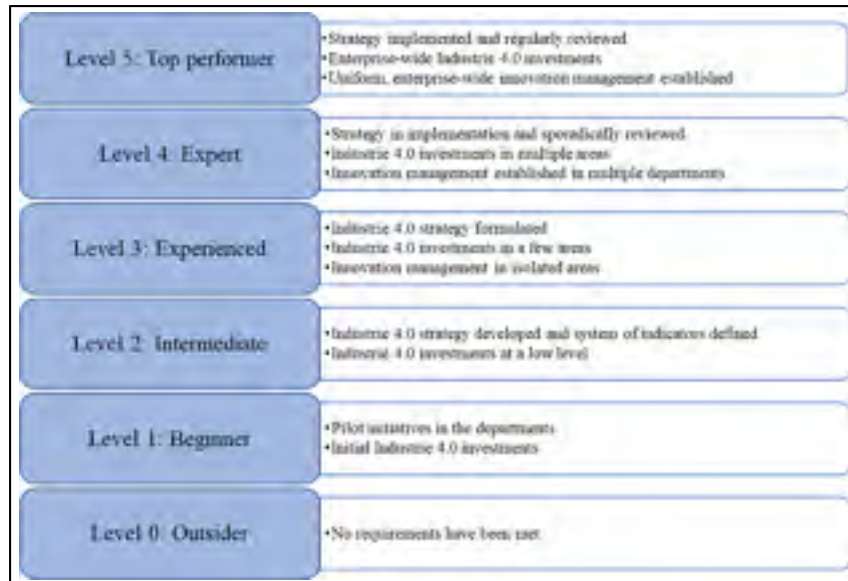 Level 5: Top performer
•Strategy implemented and regularly reviewed
•Enterprise-wide Industrie 4.0 investments
•Uniform, enterprise-wide innovation management established
Level 4: Expert
•Strategy in implementation and sporadically reviewed
•Industrie 4.0 investments in multiple areas
•Innovation management established in multiple departments
Level 3: Experienced
•Industrie 4.0 strategy formulated
•Industrie 4.0 investments in a few areas
•Innovation management in isolated areas
Level 2: Intermediate
•Industrie 4.0 strategy developed and system of indicators defined
•Industrie 4.0 investments at a low level
Level 1: Beginner
•Pilot initiatives in the departments
•Initial Industrie 4.0 investments
Level 0: Outsider
•No requirements have been met